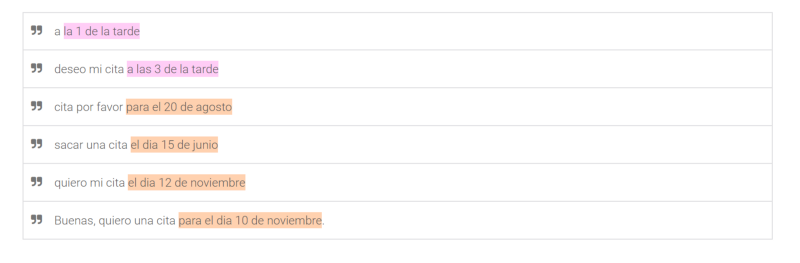 a la 1 de la tarde
deseo mi cita a las 3 de la tarde
cita por favor para el 20 de agosto
sacar una cita el dia 15 de junio
quiero mi cita el dia 12 de noviembre
Buenas, quiero una cita para el dia 10 de noviembre.